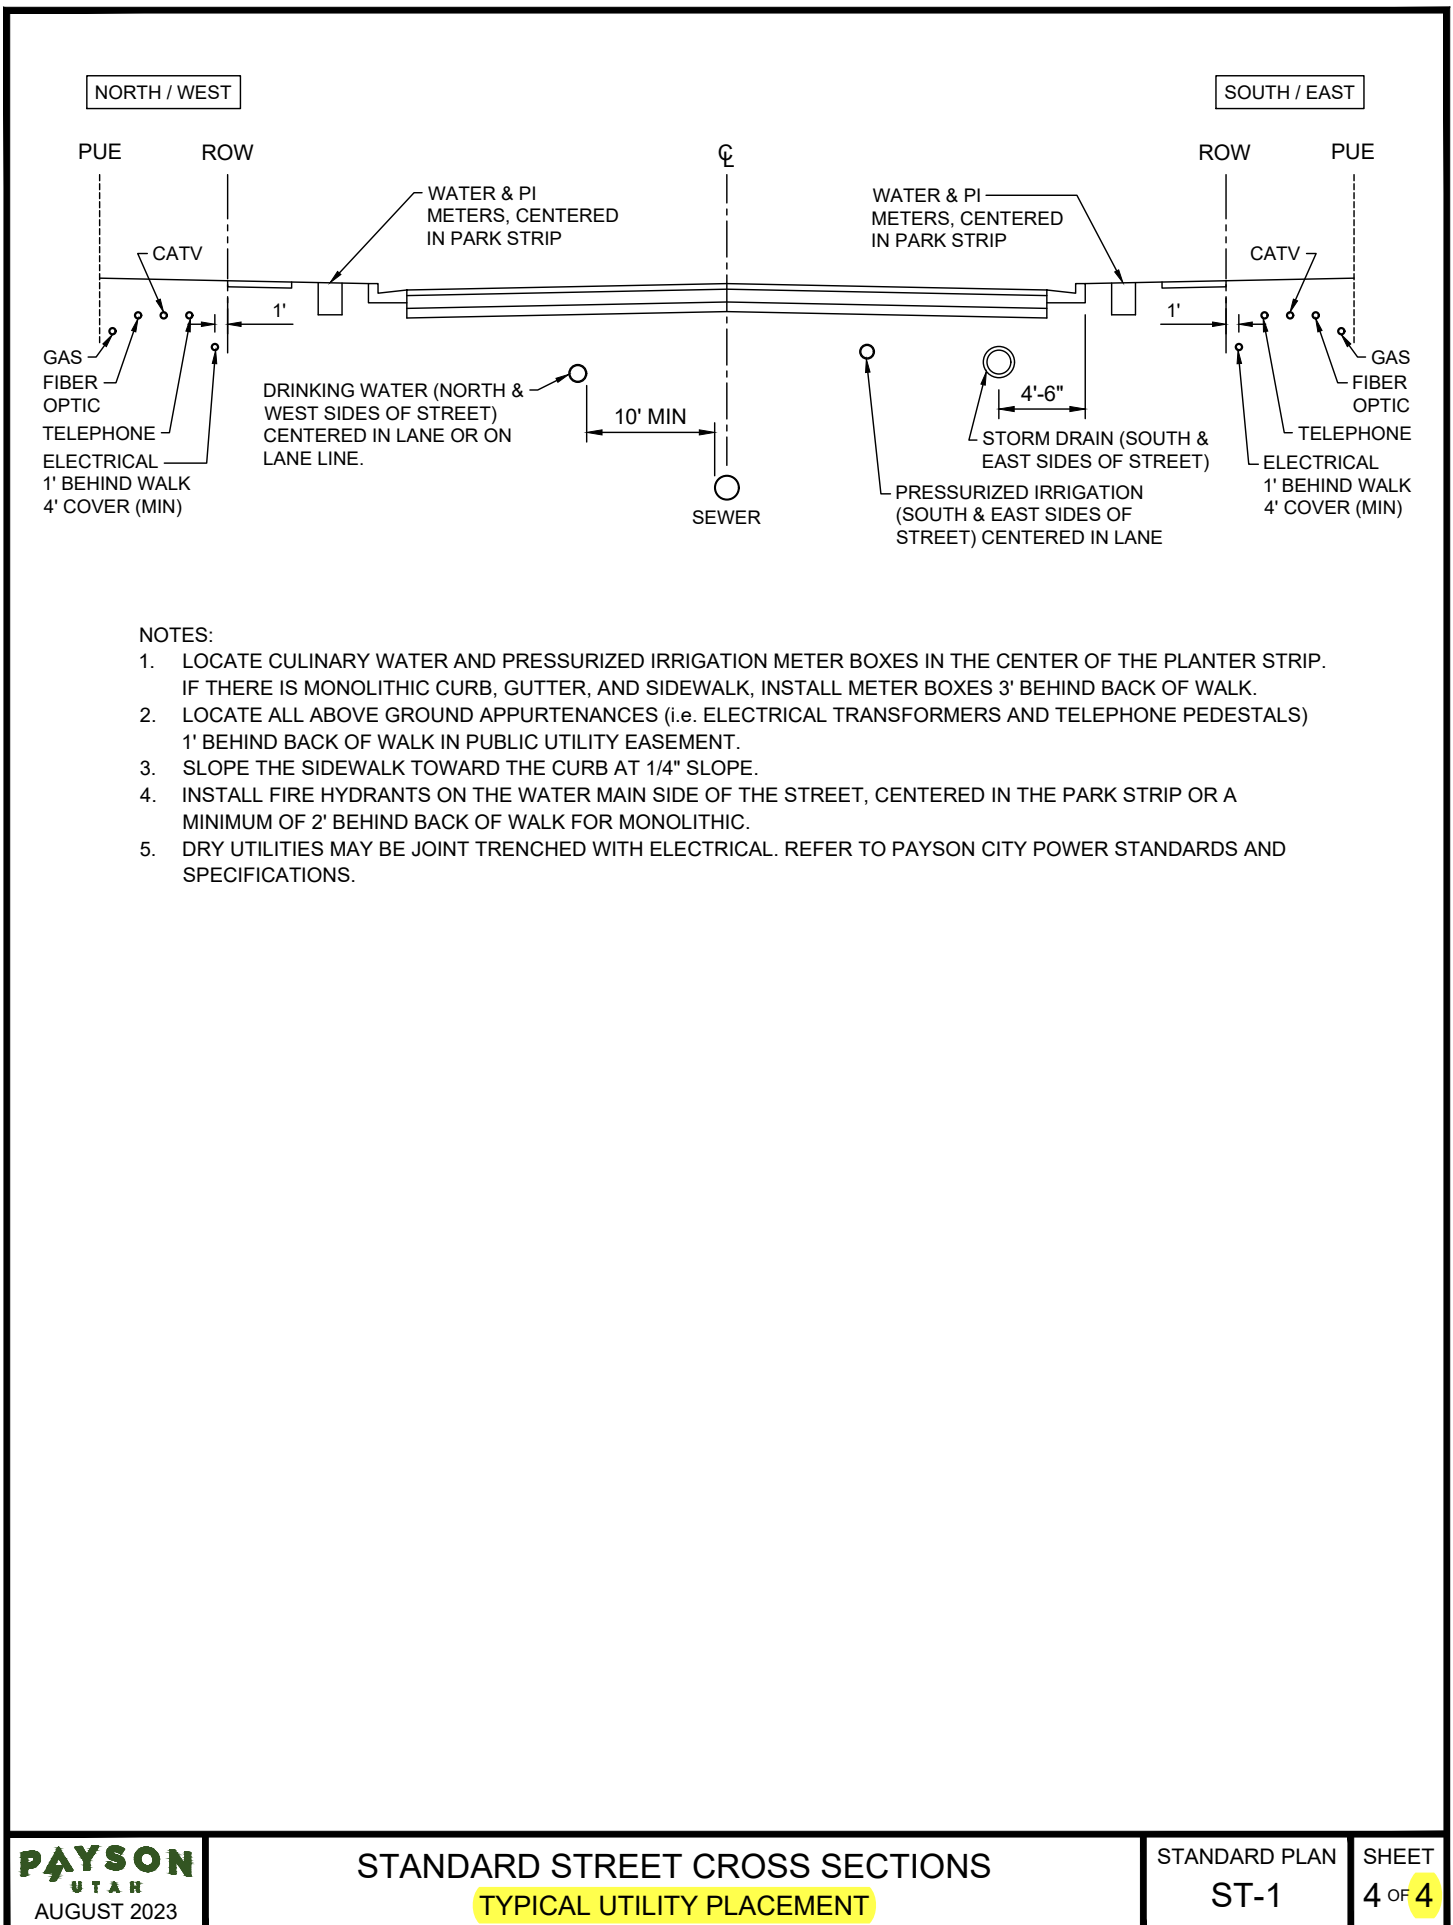 NORTH / WEST
SOUTH / EAST
PUE
ROW
℄
ROW
PUE
WATER & PI
METERS, CENTERED
IN PARK STRIP
WATER & PI
METERS, CENTERED
IN PARK STRIP
CATV
CATV
1'
1'
GAS
FIBER
OPTIC
TELEPHONE
ELECTRICAL
1' BEHIND WALK
4' COVER (MIN)
DRINKING WATER (NORTH &
WEST SIDES OF STREET)
CENTERED IN LANE OR ON
LANE LINE.
10' MIN
SEWER
4'-6"
STORM DRAIN (SOUTH &
EAST SIDES OF STREET)
PRESSURIZED IRRIGATION
(SOUTH & EAST SIDES OF
STREET) CENTERED IN LANE
GAS
FIBER
OPTIC
TELEPHONE
ELECTRICAL
1' BEHIND WALK
4' COVER (MIN)
NOTES:
1. LOCATE CULINARY WATER AND PRESSURIZED IRRIGATION METER BOXES IN THE CENTER OF THE PLANTER STRIP.
IF THERE IS MONOLITHIC CURB, GUTTER, AND SIDEWALK, INSTALL METER BOXES 3' BEHIND BACK OF WALK.
2. LOCATE ALL ABOVE GROUND APPURTENANCES (i.e. ELECTRICAL TRANSFORMERS AND TELEPHONE PEDESTALS)
1' BEHIND BACK OF WALK IN PUBLIC UTILITY EASEMENT.
3. SLOPE THE SIDEWALK TOWARD THE CURB AT 1/4" SLOPE.
4. INSTALL FIRE HYDRANTS ON THE WATER MAIN SIDE OF THE STREET, CENTERED IN THE PARK STRIP OR A
MINIMUM OF 2' BEHIND BACK OF WALK FOR MONOLITHIC.
5. DRY UTILITIES MAY BE JOINT TRENCHED WITH ELECTRICAL. REFER TO PAYSON CITY POWER STANDARDS AND
SPECIFICATIONS.
PAYSON
UTAH
AUGUST 2023
STANDARD STREET CROSS SECTIONS
TYPICAL UTILITY PLACEMENT
STANDARD PLAN
ST-1
SHEET
4 OF 4